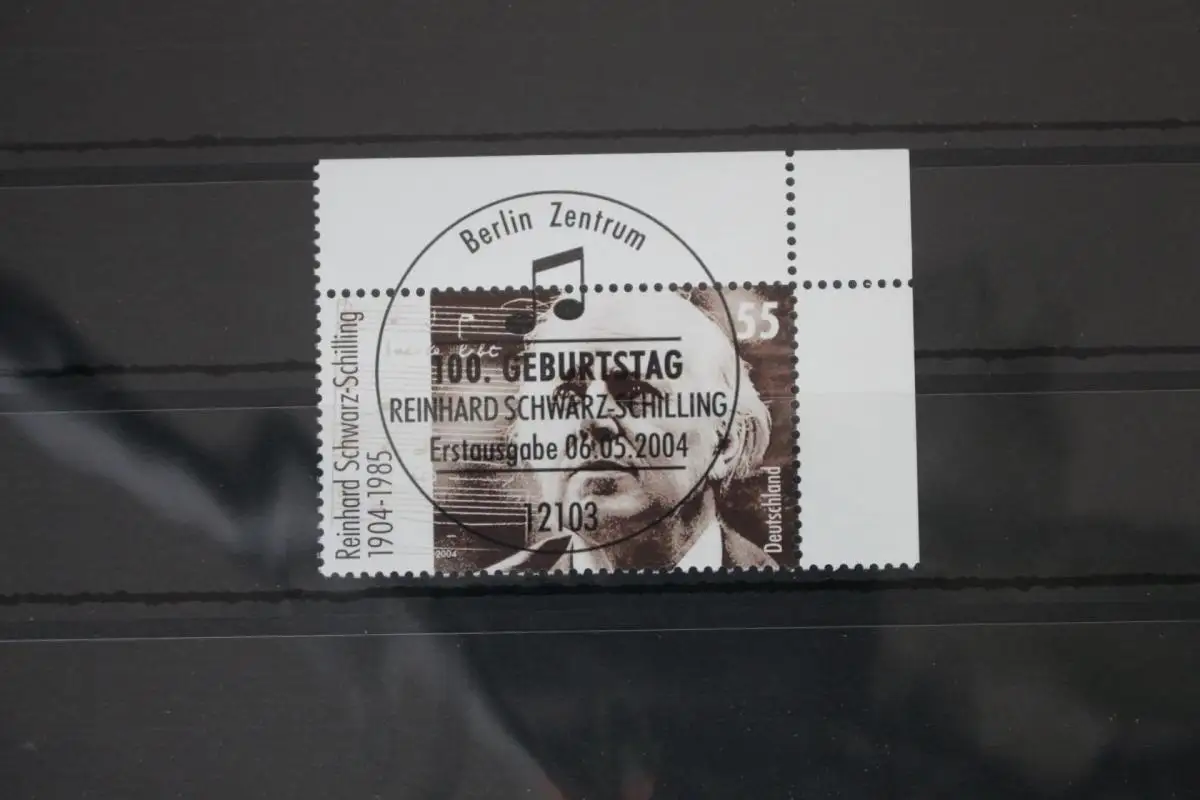 Berlin Zentrum
100. GEBURTSTAG
REINHARD SCHWARZ-SCHILLING
Erstausgabe 06.05.2004
12103
Reinhard Schwarz-Schilling
1904-1985
55
Deutschland
2004